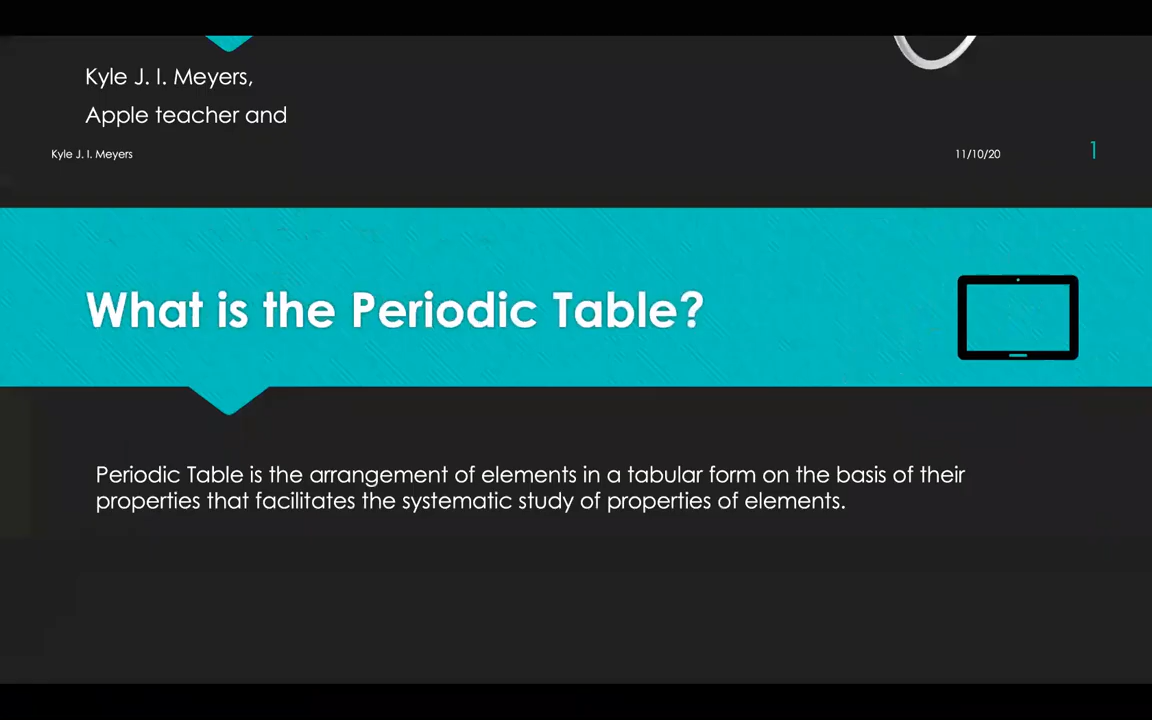 Kyle J. I. Meyers,
Apple teacher and
Kyle J. I. Meyers
11/10/20
1
What is the Periodic Table?
Periodic Table is the arrangement of elements in a tabular form on the basis of their
properties that facilitates the systematic study of properties of elements.